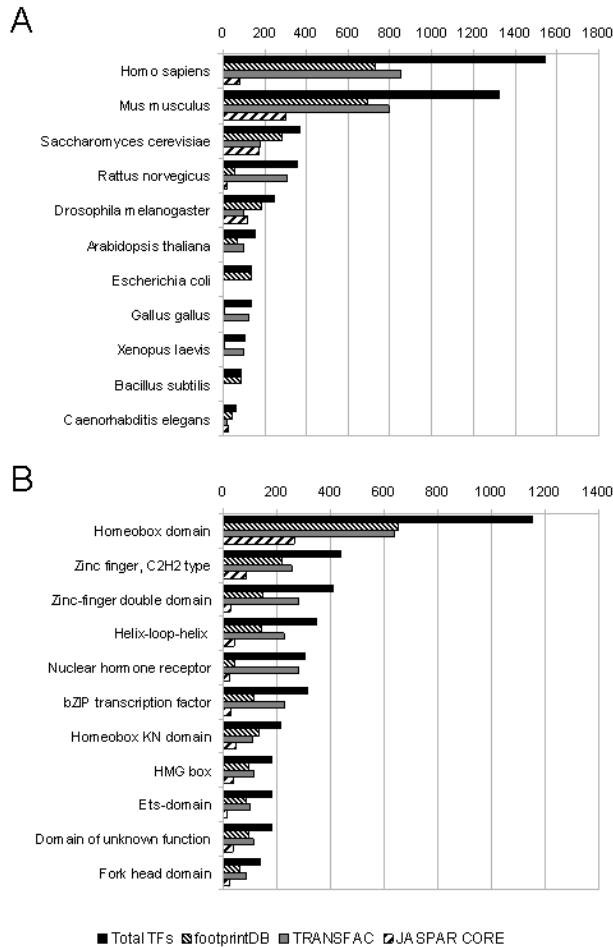 A
0 200 400 600 800 1000 1200 1400 1600 1800
Homo sapiens
Mus musculus
Saccharomyces cerevisiae
Rattus norvegicus
Drosophila melanogaster
Arabidopsis thaliana
Escherichia coli
Gallus gallus
Xenopus laevis
Bacillus subtilis
Caenorhabditis elegans
B
0 200 400 600 800 1000 1200 1400
Homeobox domain
Zinc finger, C2H2 type
Zinc-finger double domain
Helix-loop-helix
Nuclear hormone receptor
bZIP transcription factor
Homeobox KN domain
HMG box
Ets-domain
Domain of unknown function
Fork head domain
Total TFs footprintDB TRANSFAC JASPAR CORE